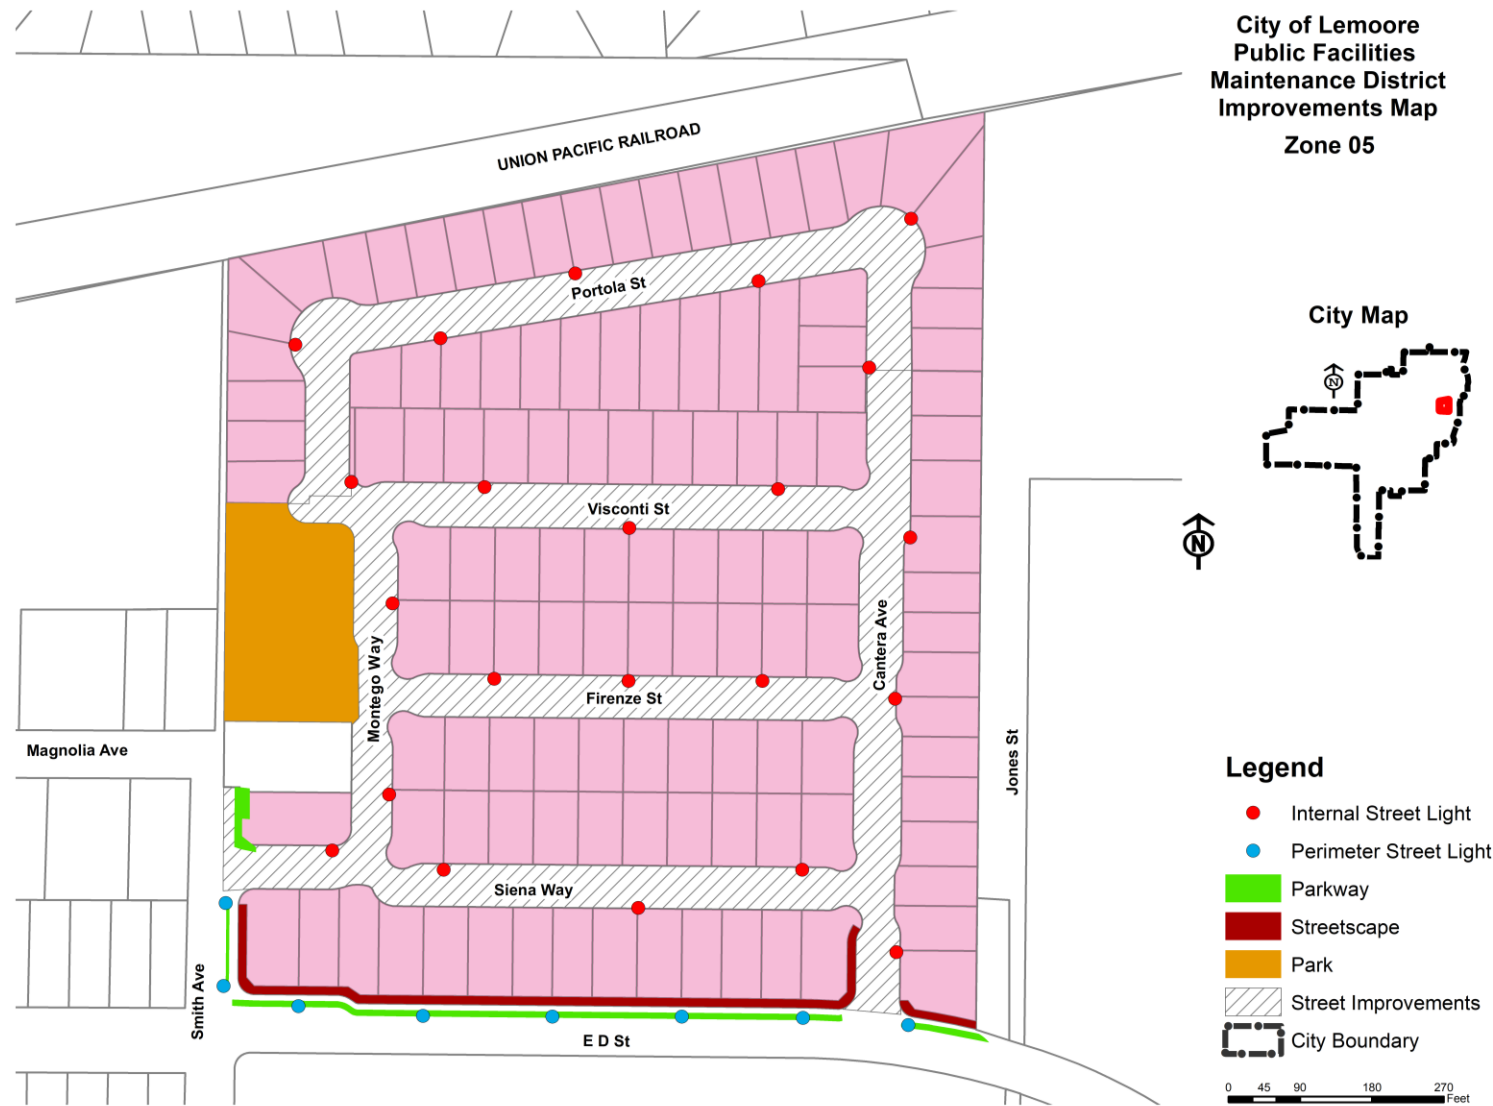 City of Lemoore
Public Facilities
Maintenance District
Improvements Map
Zone 05
UNION PACIFIC RAILROAD
Portola St
City Map
N
Visconti St
N
Montego Way
Cantera Ave
Firenze St
Magnolia Ave
Jones St
Siena Way
Smith Ave
E D St
Legend
Internal Street Light
Perimeter Street Light
Parkway
Streetscape
Park
Street Improvements
City Boundary
0 45 90 180 270
Feet